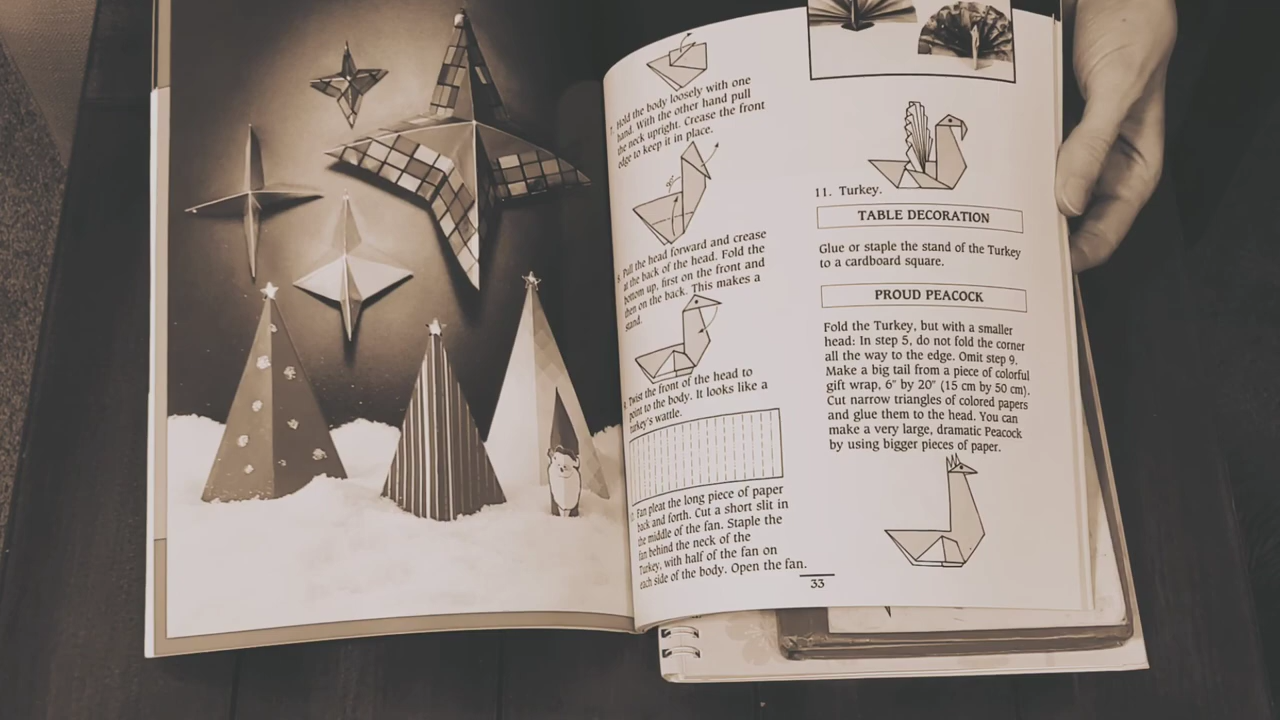 7. Hold the body loosely with one
hand. With the other hand pull
the neck upright. Crease the front
edge to keep it in place.
8. Pull the head forward and crease
at the back of the head. Fold the
bottom up, first on the front and
then on the back. This makes a
stand.
9. Twist the front of the head to
point to the body. It looks like a
turkey's wattle.
Fan pleat the long piece of paper
back and forth. Cut a short slit in
the middle of the fan. Staple the
fan behind the neck of the
Turkey, with half of the fan on
each side of the body. Open the fan.
33
11. Turkey.
TABLE DECORATION
Glue or staple the stand of the Turkey
to a cardboard square.
PROUD PEACOCK
Fold the Turkey, but with a smaller
head: In step 5, do not fold the corner
all the way to the edge. Omit step 9.
Make a big tail from a piece of colorful
gift wrap, 6" by 20" (15 cm by 50 cm).
Cut narrow triangles of colored papers
and glue them to the head. You can
make a very large, dramatic Peacock
by using bigger pieces of paper.